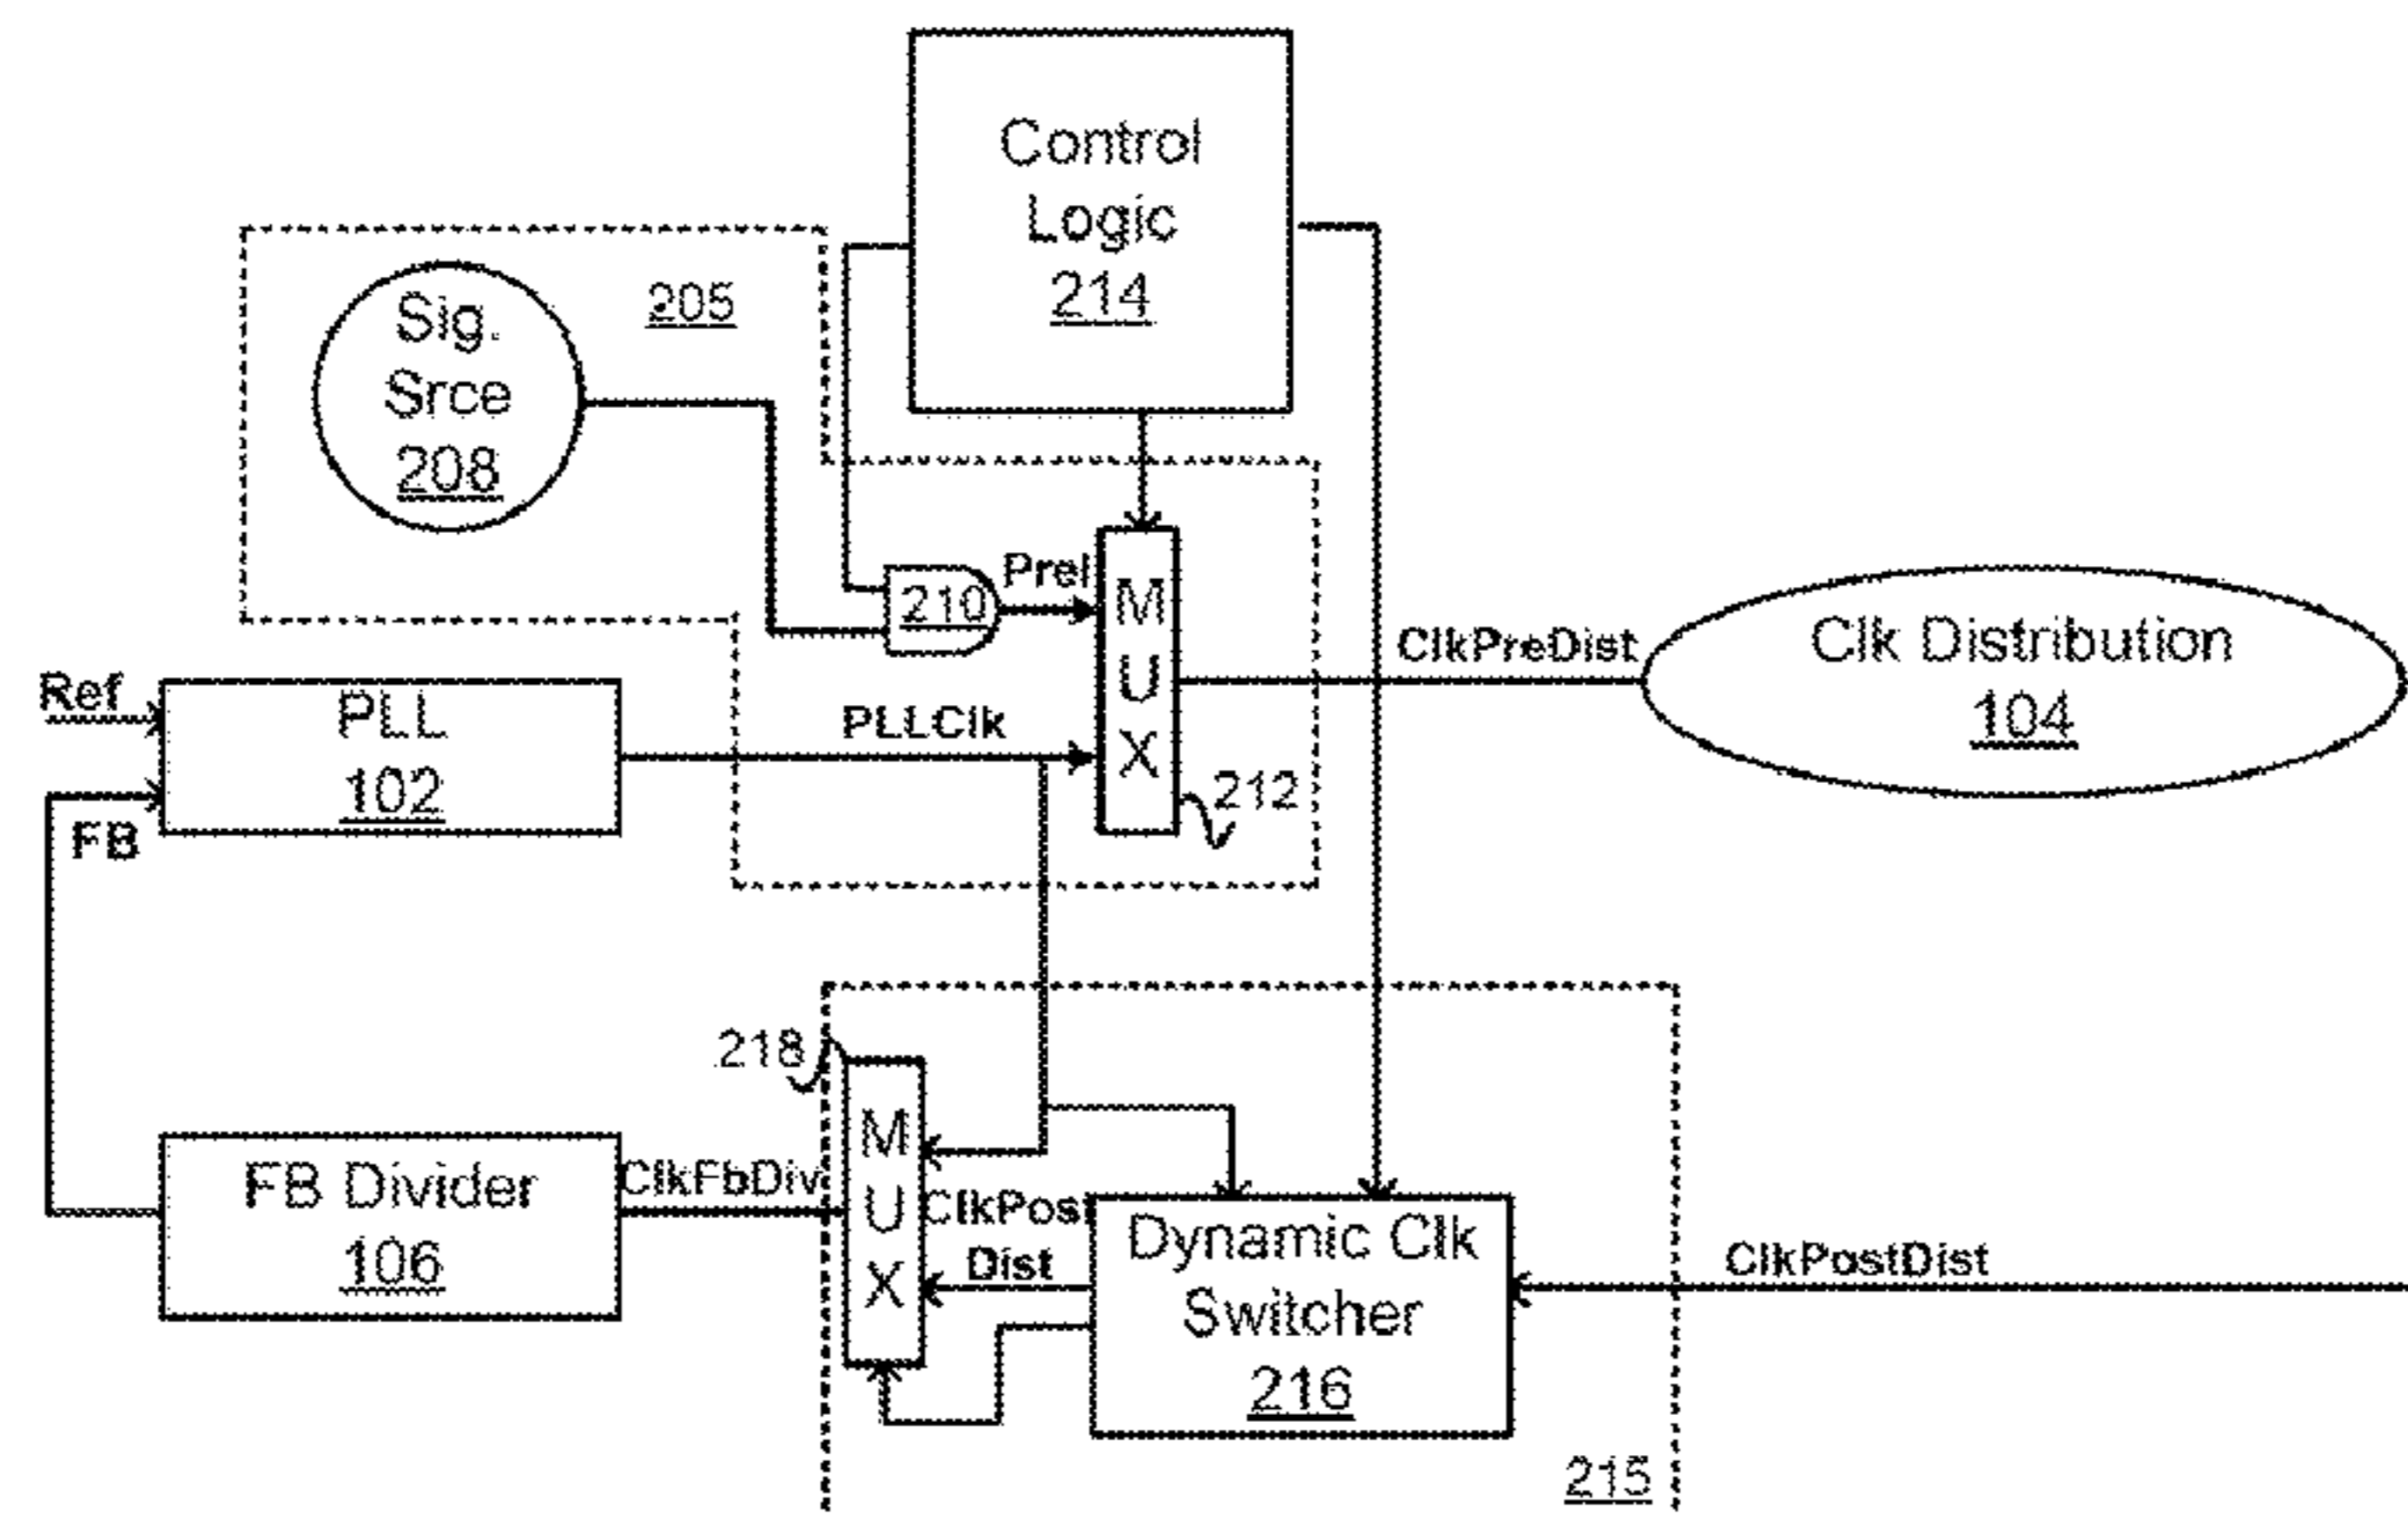 Control
Logic
214
Sig.
Srce
208
205
Prel
210
M
U
X
212
ClkPreDist
Clk Distribution
104
Ref
PLL
102
PLLClk
FB
218
M
U
X
FB Divider
106
ClkFbDiv
ClkPost
Dist
Dynamic Clk
Switcher
216
ClkPostDist
215